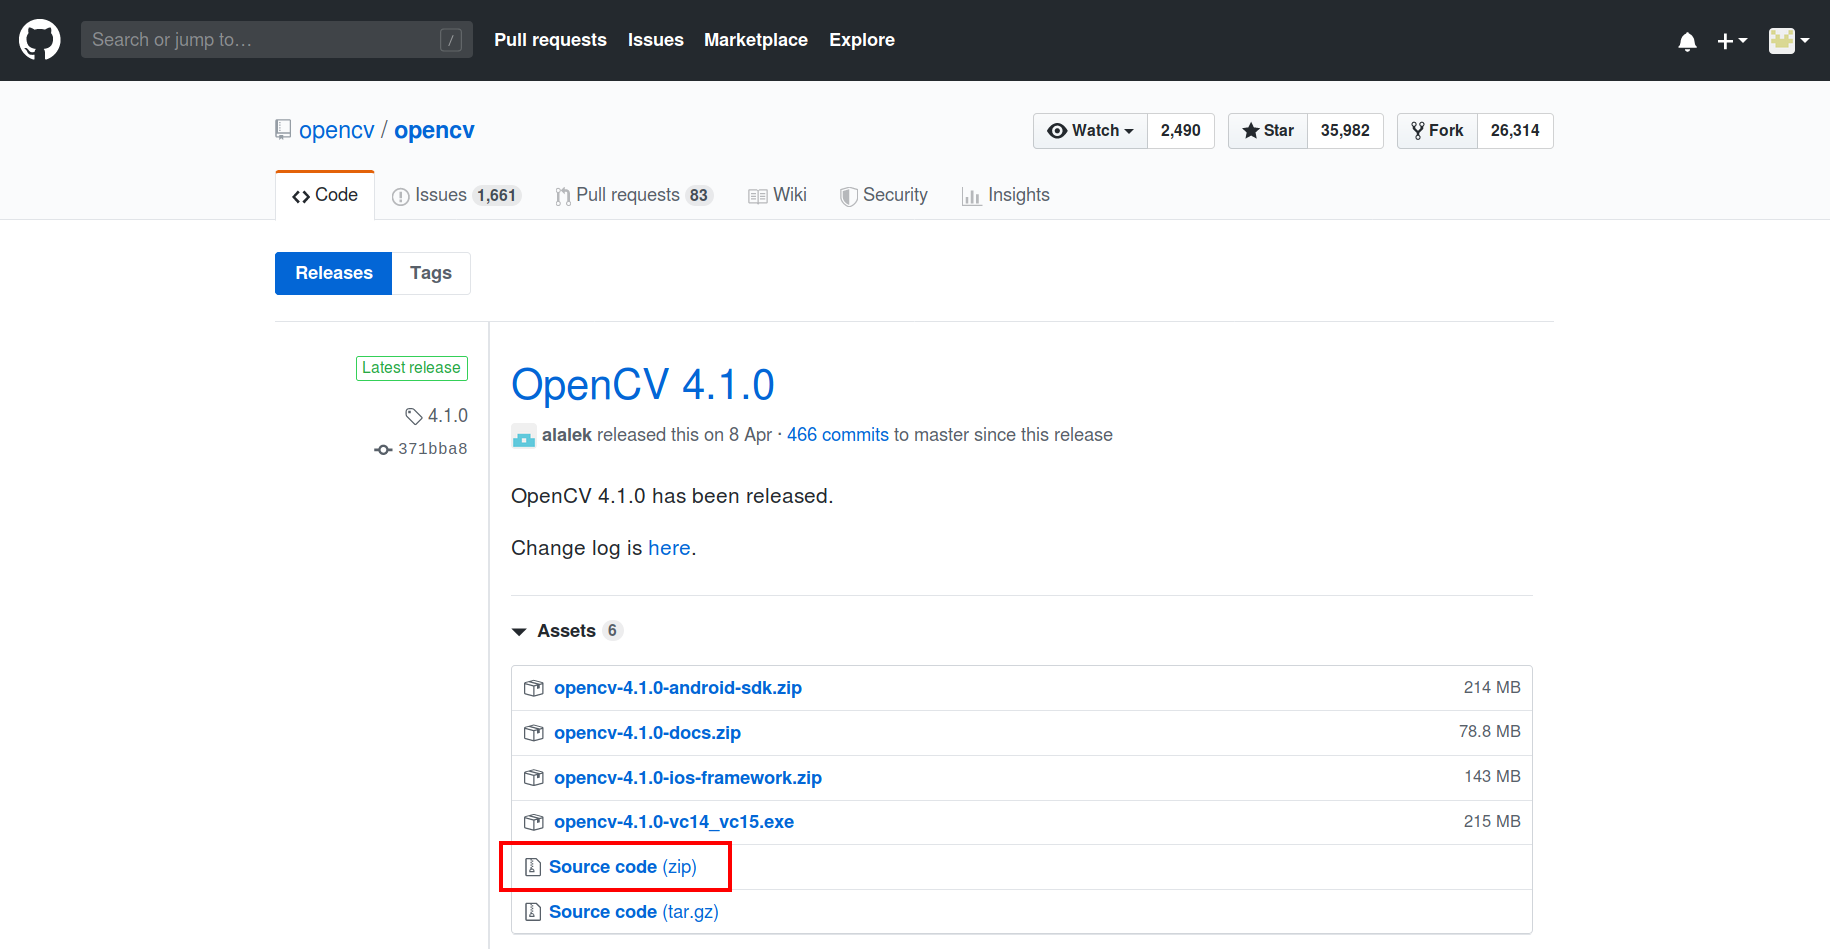 Search or jump to… /
Pull requests Issues Marketplace Explore
opencv / opencv
Watch 2,490 Star 35,982 Fork 26,314
Code Issues 1,661 Pull requests 83 Wiki Security Insights
Releases Tags
Latest release
4.1.0
371bba8
OpenCV 4.1.0
alalek released this on 8 Apr · 466 commits to master since this release
OpenCV 4.1.0 has been released.
Change log is here.
Assets 6
opencv-4.1.0-android-sdk.zip 214 MB
opencv-4.1.0-docs.zip 78.8 MB
opencv-4.1.0-ios-framework.zip 143 MB
opencv-4.1.0-vc14_vc15.exe 215 MB
Source code (zip)
Source code (tar.gz)